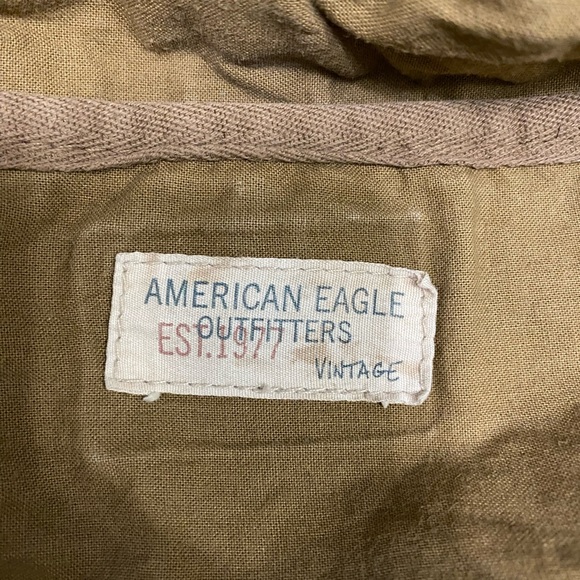 AMERICAN EAGLE
OUTFITTERS
EST.1977
VINTAGE